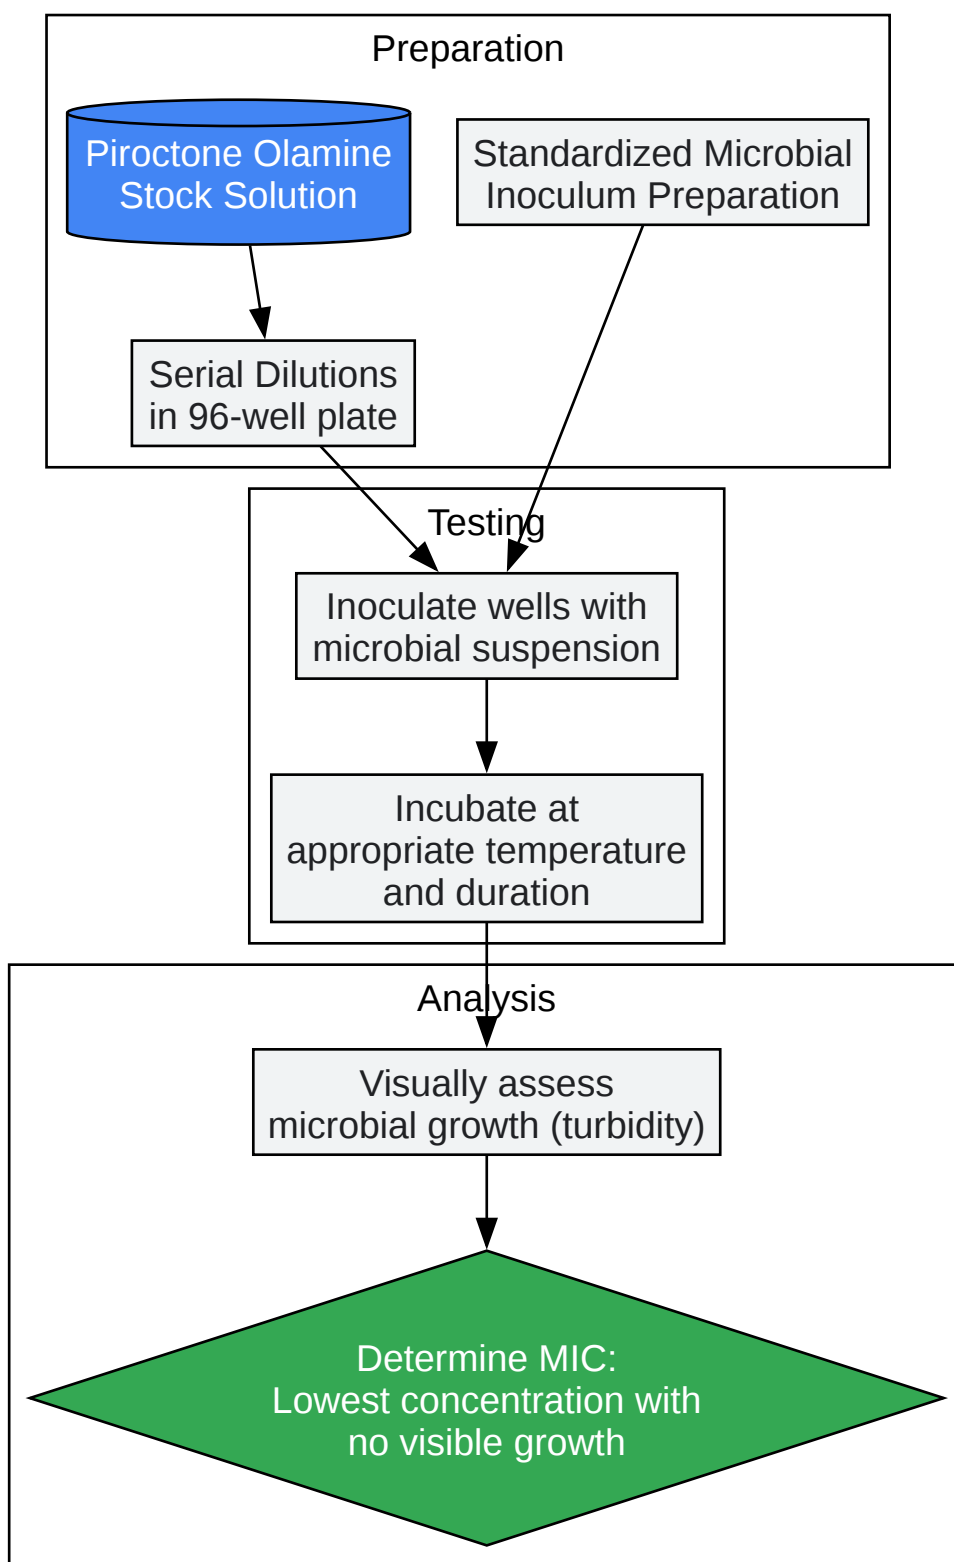 Preparation
Piroctone Olamine
Stock Solution
Standardized Microbial
Inoculum Preparation
Serial Dilutions
in 96-well plate
Testing
Inoculate wells with
microbial suspension
Incubate at
appropriate temperature
and duration
Analysis
Visually assess
microbial growth (turbidity)
Determine MIC:
Lowest concentration with
no visible growth